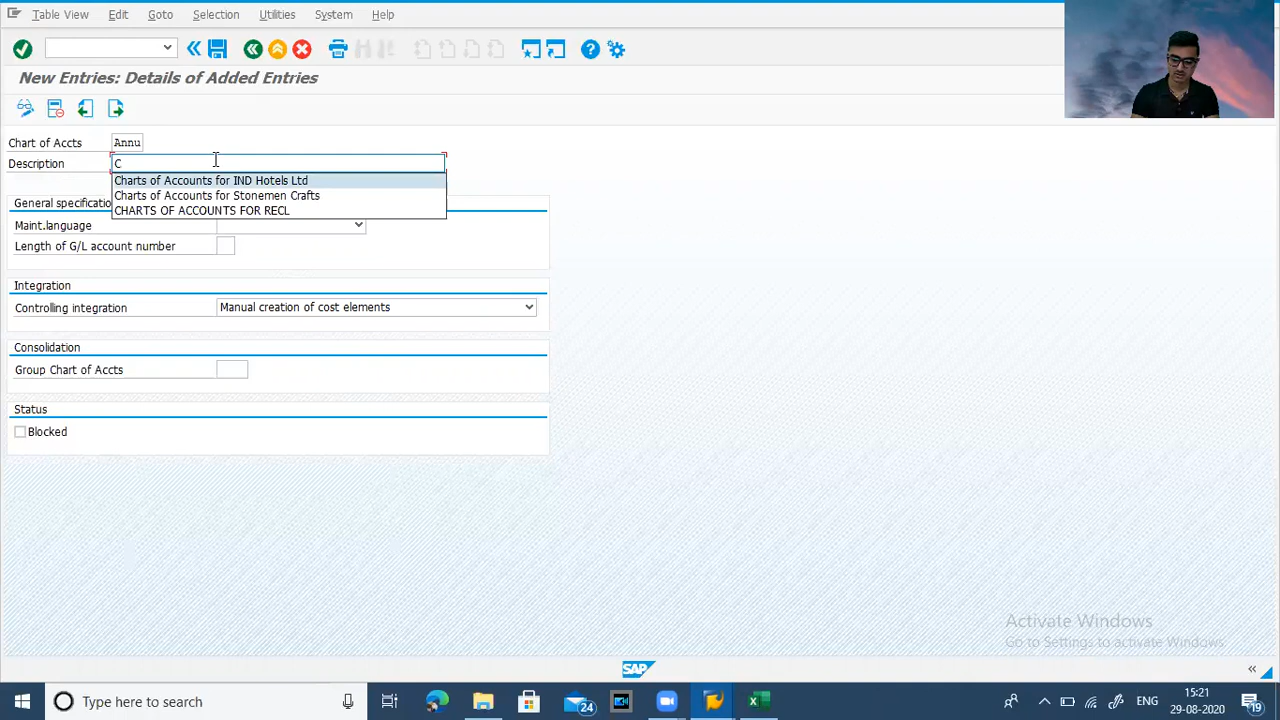 Table View Edit Goto Selection Utilities System Help
New Entries: Details of Added Entries
Chart of Accts Annu
Description C
Charts of Accounts for IND Hotels Ltd
Charts of Accounts for Stonemen Crafts
CHARTS OF ACCOUNTS FOR RECL
General specificatio
Maint.language
Length of G/L account number
Integration
Controlling integration Manual creation of cost elements
Consolidation
Group Chart of Accts
Status
Blocked
Activate Windows
Go to Settings to activate Windows.
SAP
Type here to search
24
ENG
15:21
29-08-2020
19